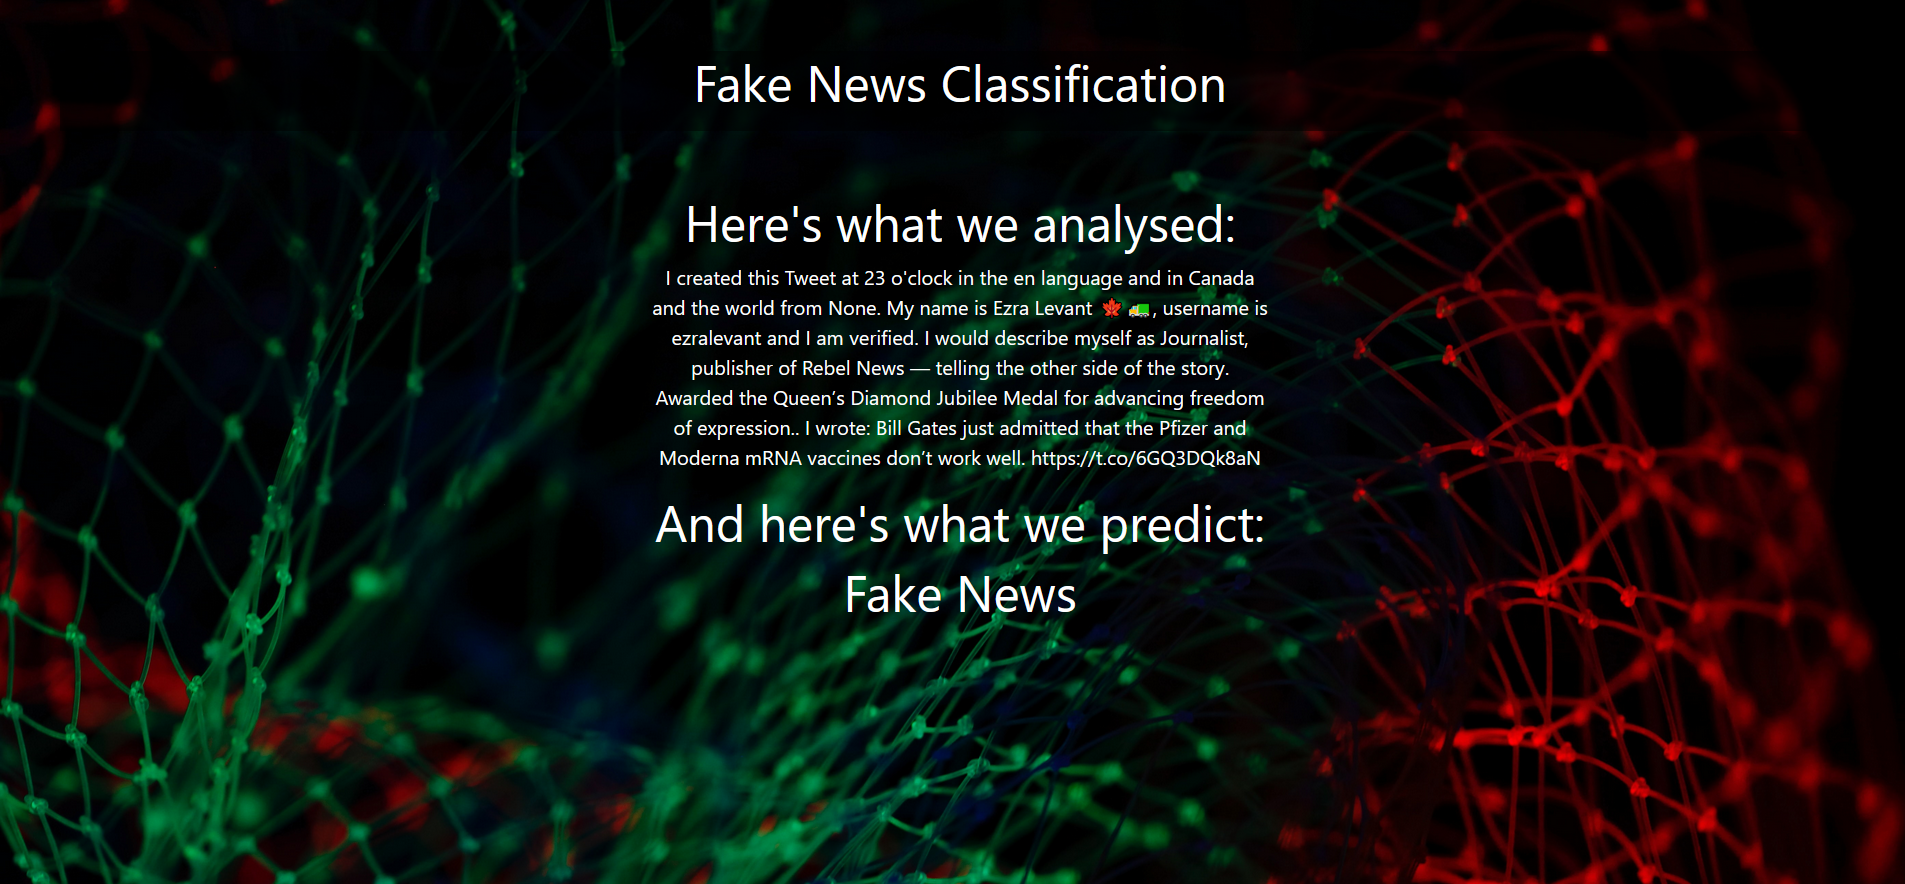 Fake News Classification
Here's what we analysed:
I created this Tweet at 23 o'clock in the en language and in Canada
and the world from None. My name is Ezra Levant 🍁🚛, username is
ezralevant and I am verified. I would describe myself as Journalist,
publisher of Rebel News — telling the other side of the story.
Awarded the Queen’s Diamond Jubilee Medal for advancing freedom
of expression.. I wrote: Bill Gates just admitted that the Pfizer and
Moderna mRNA vaccines don’t work well. https://t.co/6GQ3DQk8aN
And here's what we predict:
Fake News